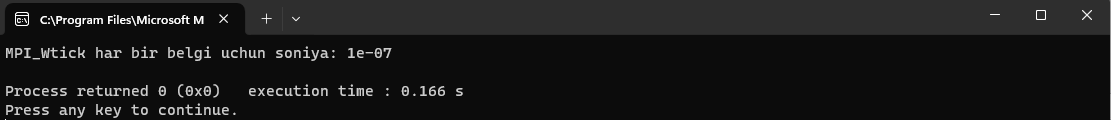 C:\Program Files\Microsoft M
MPI_Wtick har bir belgi uchun soniya: 1e-07
Process returned 0 (0x0)   execution time : 0.166 s
Press any key to continue.